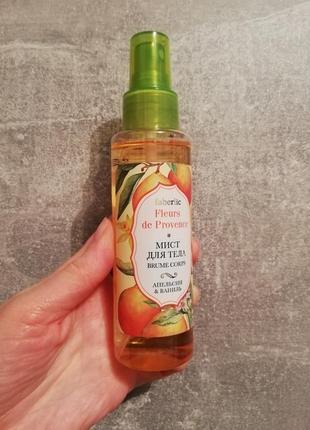 faberlic
Fleurs
de Provence
МИСТ
ДЛЯ ТЕЛА
BRUME CORPS
АПЕЛЬСИН
& ВАНИЛЬ